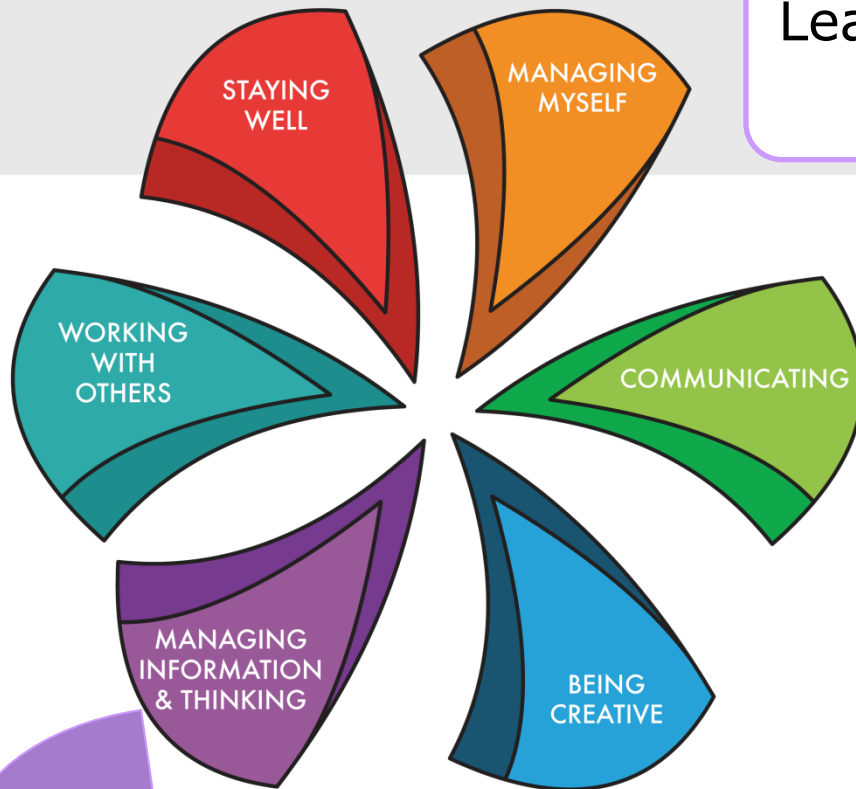 STAYING
WELL
MANAGING
MYSELF
WORKING
WITH
OTHERS
COMMUNICATING
MANAGING
INFORMATION
& THINKING
BEING
CREATIVE